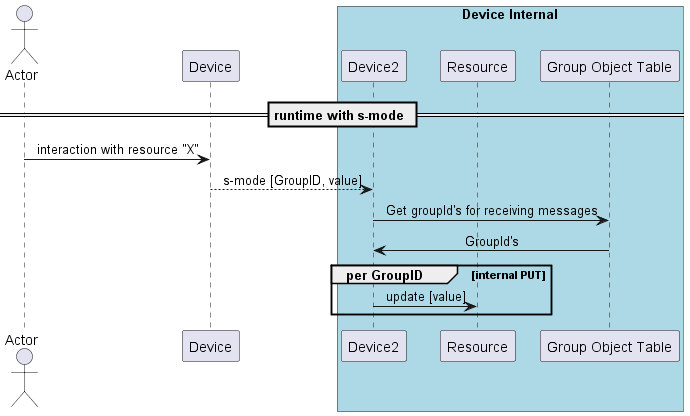 Device Internal
Actor
Device
Device2
Resource
Group Object Table
runtime with s-mode
interaction with resource "X"
s-mode [GroupID, value]
Get groupId's for receiving messages
GroupId's
per GroupID
[internal PUT]
update [value]
Actor
Device
Device2
Resource
Group Object Table